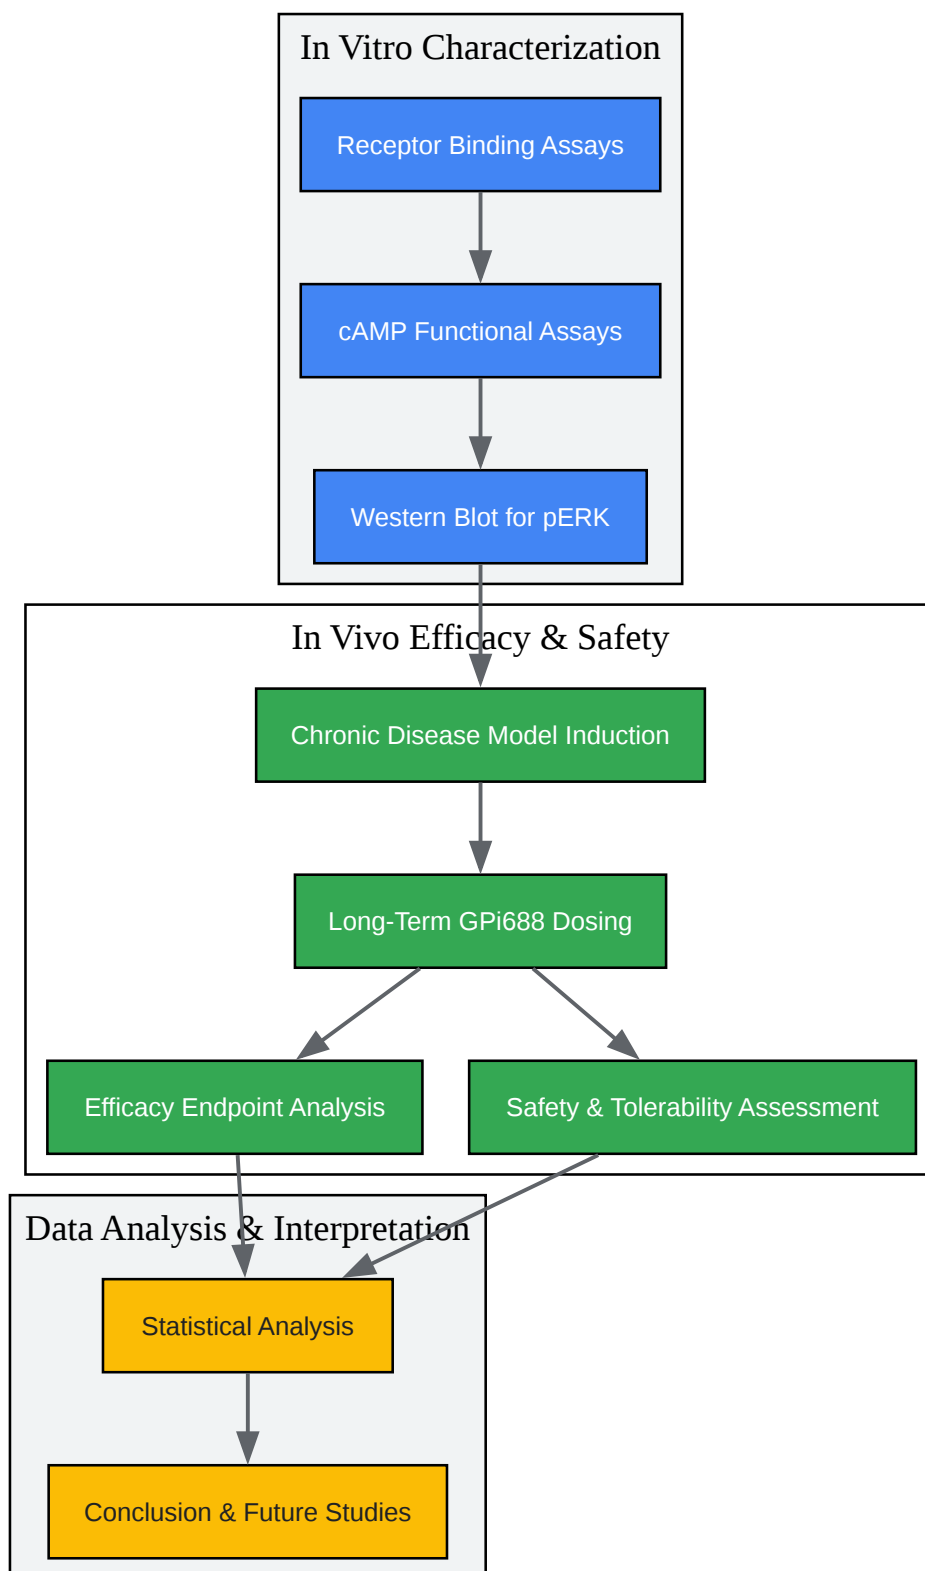 In Vitro Characterization
Receptor Binding Assays
cAMP Functional Assays
Western Blot for pERK
In Vivo Efficacy & Safety
Chronic Disease Model Induction
Long-Term GPi688 Dosing
Efficacy Endpoint Analysis
Safety & Tolerability Assessment
Data Analysis & Interpretation
Statistical Analysis
Conclusion & Future Studies